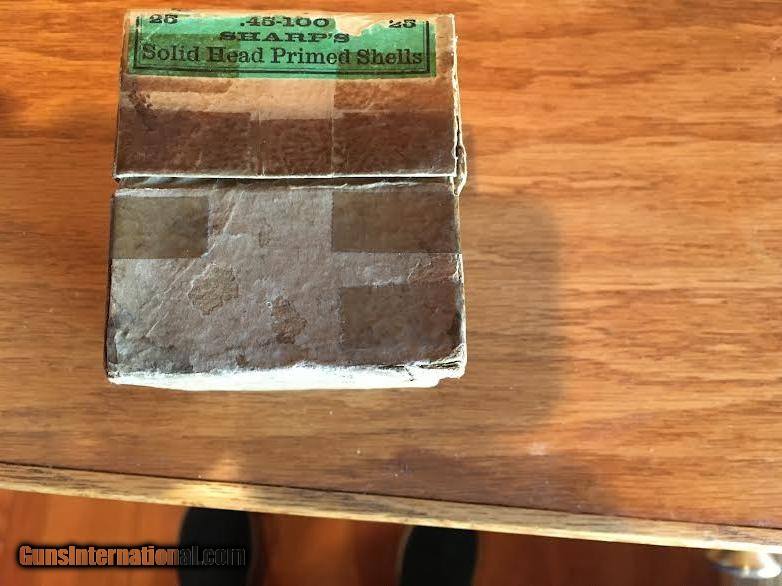 25 .45-100 25
SHARP'S
Solid Head Primed Shells
GunsInternational.com